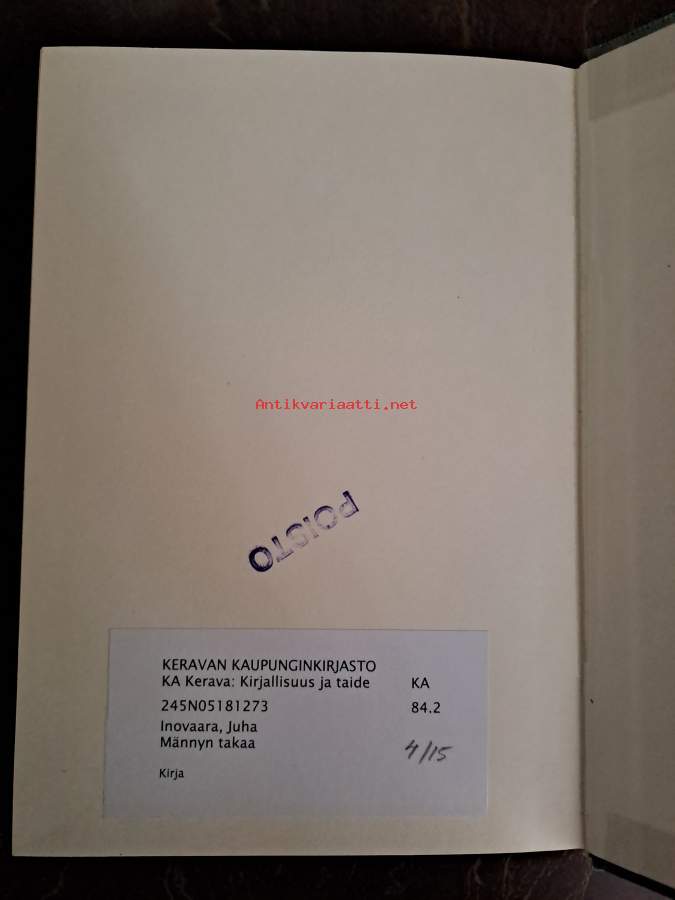 Antikvariaatti.net
POISTO
KERAVAN KAUPUNGINKIRJASTO
KA Kerava: Kirjallisuus ja taide KA
245N05181273 84.2
Inovaara, Juha
Männyn takaa 4/15
Kirja